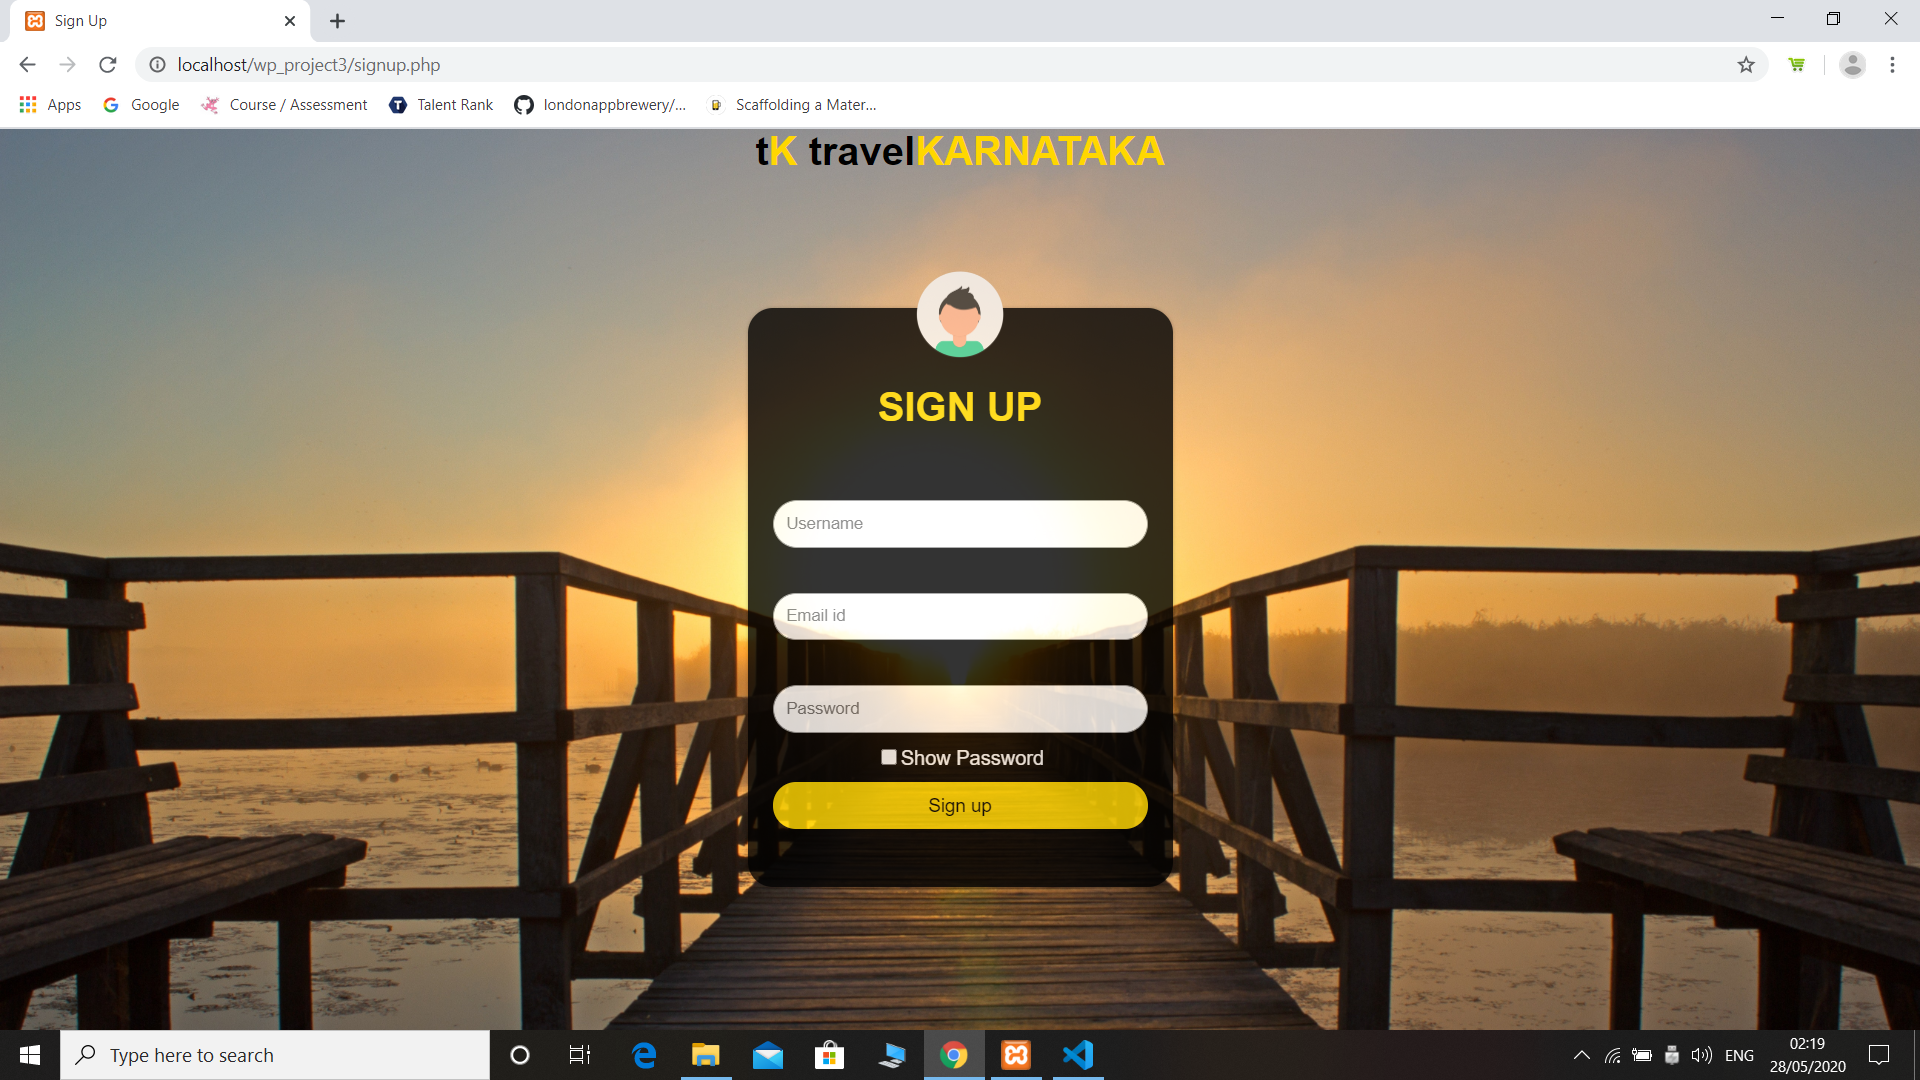 Sign Up
localhost/wp_project3/signup.php
Apps Google Course / Assessment Talent Rank londonappbrewery/... Scaffolding a Mater...
tK travelKARNATAKA
SIGN UP
Username
Email id
Password
Show Password
Sign up
Type here to search
ENG
02:19
28/05/2020